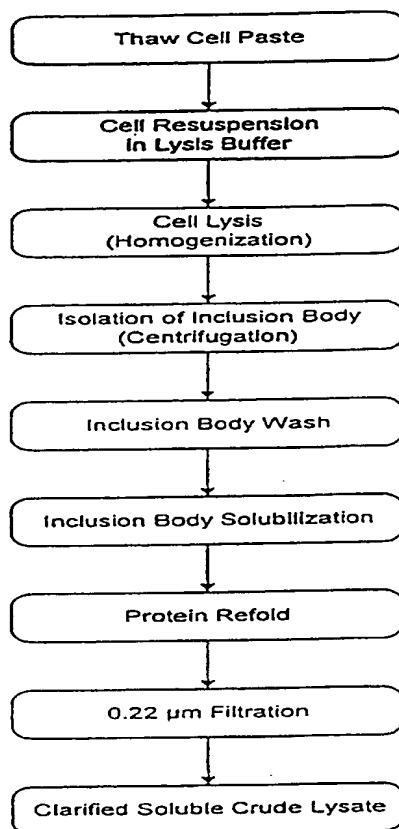 Thaw Cell Paste
Cell Resuspension
in Lysis Buffer
Cell Lysis
(Homogenization)
Isolation of Inclusion Body
(Centrifugation)
Inclusion Body Wash
Inclusion Body Solubilization
Protein Refold
0.22 µm Filtration
Clarified Soluble Crude Lysate